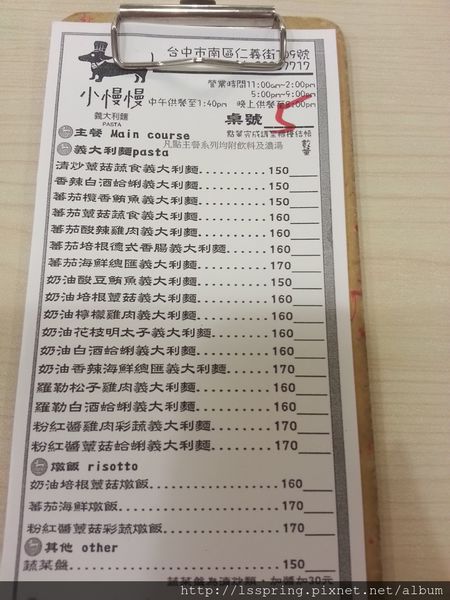 台中市南區仁義街109號
7717
營業時間11:00am-2:00pm
5:00pm-9:00pm
小慢慢
中午供餐至1:40pm 晚上供餐至8:00pm
義大利麵
PASTA
桌號 5
主餐 Main course
點餐完成請至櫃檯結帳
凡點主餐系列均附飲料及濃湯
義大利麵pasta
清炒蕈菇蔬食義大利麵 150
香辣白酒蛤蜊義大利麵 150
蕃茄欖香鮪魚義大利麵 150
蕃茄蕈菇蔬食義大利麵 160
蕃茄酸辣雞肉義大利麵 160
蕃茄培根德式香腸義大利麵 160
蕃茄海鮮總匯義大利麵 170
奶油酸豆鮪魚義大利麵 150
奶油培根蕈菇義大利麵 160
奶油檸檬雞肉義大利麵 160
奶油花枝明太子義大利麵 160
奶油白酒蛤蜊義大利麵 160
奶油香辣海鮮總匯義大利麵 170
羅勒松子雞肉義大利麵 160
羅勒白酒蛤蜊義大利麵 160
粉紅醬雞肉彩蔬義大利麵 170
粉紅醬蕈菇蛤蜊義大利麵 170
燉飯 risotto
奶油培根蕈菇燉飯 160
蕃茄海鮮燉飯 170
粉紅醬蕈菇彩蔬燉飯 170
其他 other
蔬菜盤 150
蔬菜盤為清炒類，加醬加30元
http://lsspring.pixnet.net/album